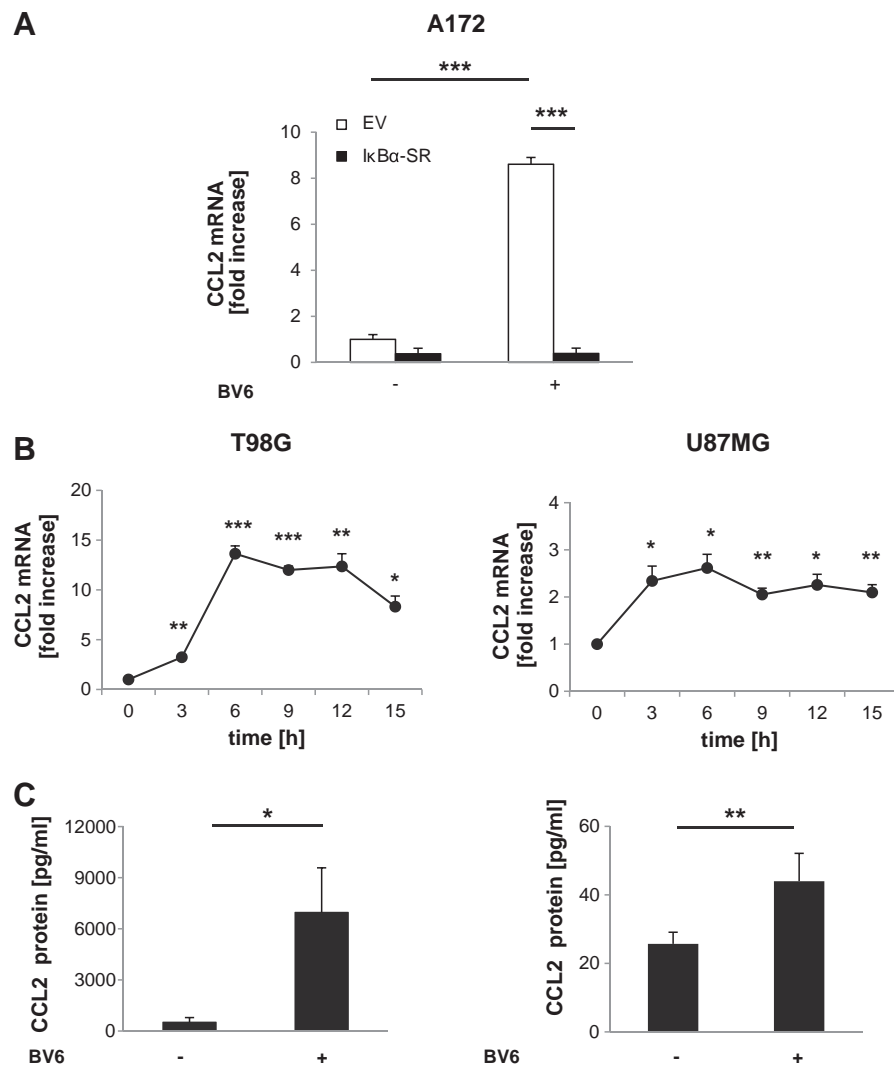 A
A172
***
***
EV
IκBα-SR
CCL2 mRNA
[fold increase]
10
8
6
4
2
0
BV6
-
+
B
T98G
CCL2 mRNA
[fold increase]
20
15
10
5
0
**
***
***
**
*
0 3 6 9 12 15
time [h]
U87MG
CCL2 mRNA
[fold increase]
4
3
2
1
0
*
*
**
*
**
0 3 6 9 12 15
time [h]
C
CCL2 protein [pg/ml]
12000
9000
6000
3000
0
*
BV6 - +
CCL2 protein [pg/ml]
60
40
20
0
**
BV6 - +